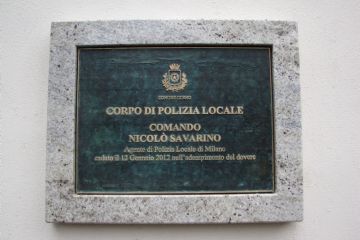 CORPO DI POLIZIA LOCALE
COMANDO
NICOLÒ SAVARINO
Agente di Polizia Locale di Milano
caduto il 12 Gennaio 2012 nell'adempimento del dovere